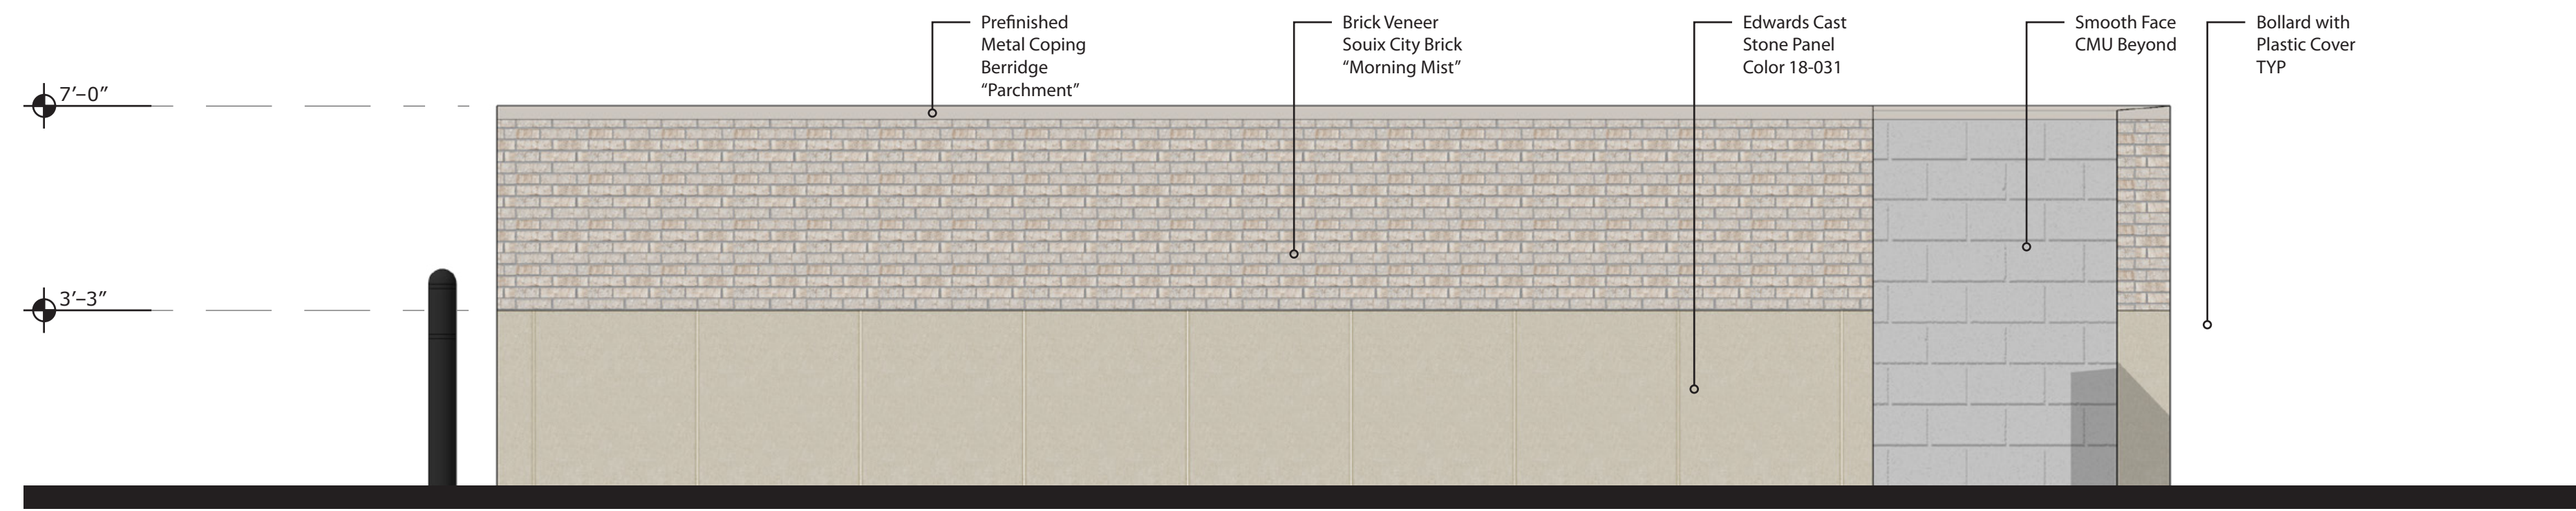 Prefinished
Metal Coping
Berridge
“Parchment”
Brick Veneer
Souix City Brick
“Morning Mist”
Edwards Cast
Stone Panel
Color 18-031
Smooth Face
CMU Beyond
Bollard with
Plastic Cover
TYP
7’–0”
3’–3”